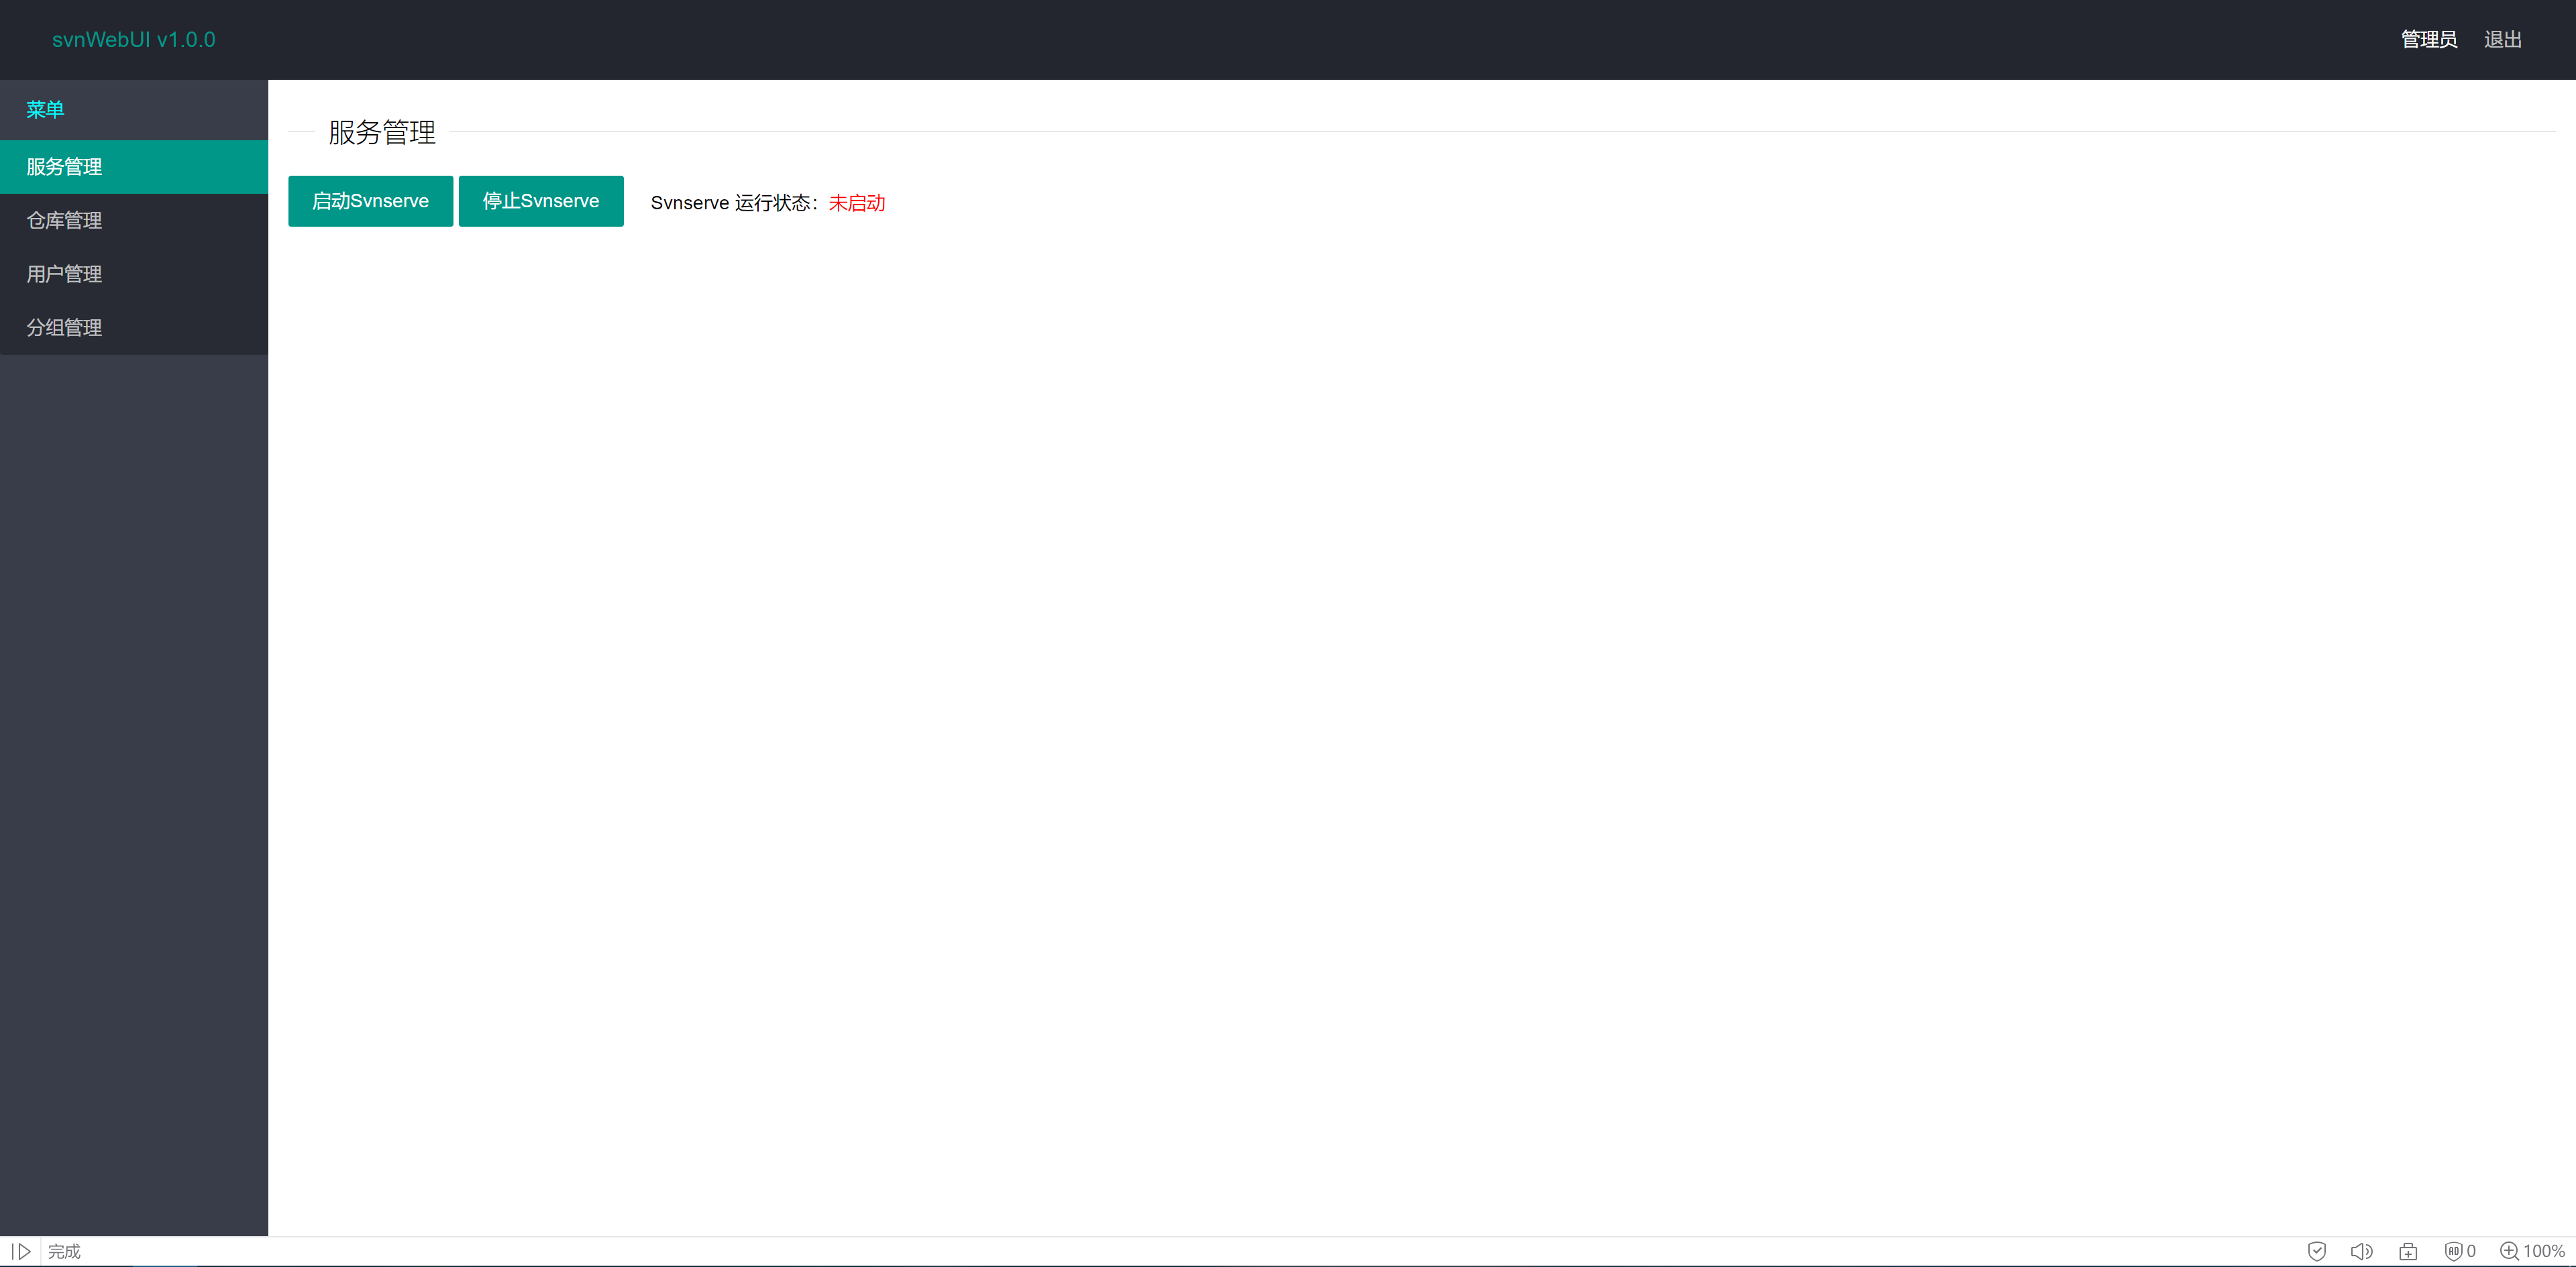 svnWebUI v1.0.0
管理员 退出
菜单
服务管理
仓库管理
用户管理
分组管理
服务管理
启动Svnserve 停止Svnserve Svnserve 运行状态：未启动
完成
AD 0 100%